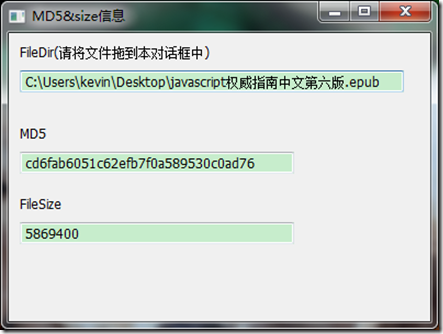 MD5&size信息
FileDir(请将文件拖到本对话框中)
C:\Users\kevin\Desktop\javascript权威指南中文第六版.epub
MD5
cd6fab6051c62efb7f0a589530c0ad76
FileSize
5869400